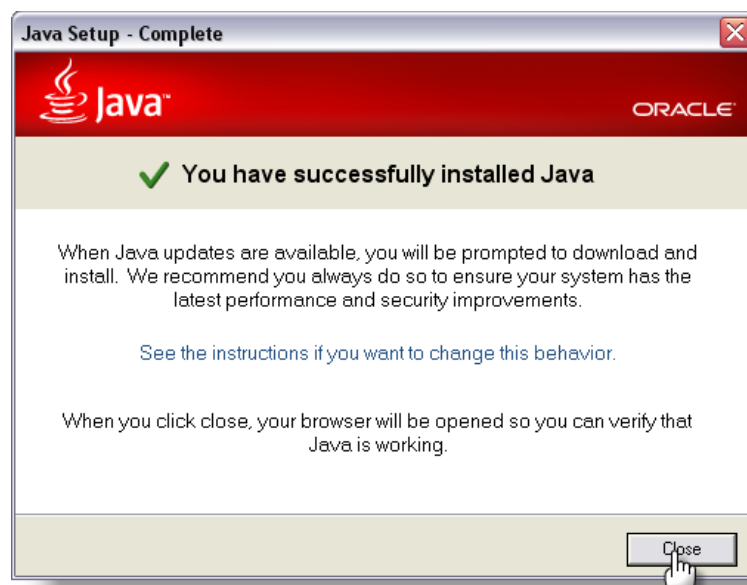 Java Setup - Complete
Java™
ORACLE
You have successfully installed Java
When Java updates are available, you will be prompted to download and
install. We recommend you always do so to ensure your system has the
latest performance and security improvements.
See the instructions if you want to change this behavior.
When you click close, your browser will be opened so you can verify that
Java is working.
Close